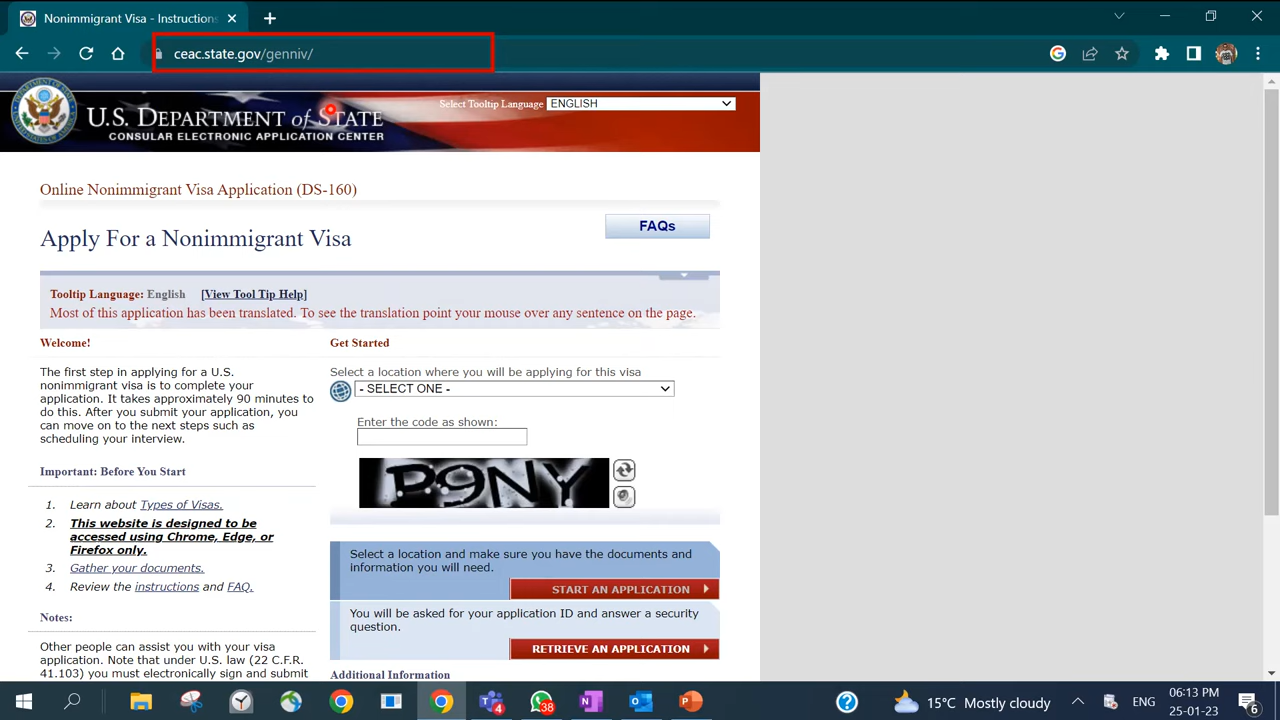 Nonimmigrant Visa - Instructions
ceac.state.gov/genniv/
U.S. DEPARTMENT of STATE
CONSULAR ELECTRONIC APPLICATION CENTER
Select Tooltip Language ENGLISH
Online Nonimmigrant Visa Application (DS-160)
Apply For a Nonimmigrant Visa
FAQs
Tooltip Language: English [View Tool Tip Help]
Most of this application has been translated. To see the translation point your mouse over any sentence on the page.
Welcome!
The first step in applying for a U.S.
nonimmigrant visa is to complete your
application. It takes approximately 90 minutes to
do this. After you submit your application, you
can move on to the next steps such as
scheduling your interview.
Important: Before You Start
1. Learn about Types of Visas.
2. This website is designed to be
accessed using Chrome, Edge, or
Firefox only.
3. Gather your documents.
4. Review the instructions and FAQ.
Notes:
Other people can assist you with your visa
application. Note that under U.S. law (22 C.F.R.
41.103) you must electronically sign and submit
Get Started
Select a location where you will be applying for this visa
- SELECT ONE -
Enter the code as shown:
P9NY
Select a location and make sure you have the documents and
information you will need.
START AN APPLICATION
You will be asked for your application ID and answer a security
question.
RETRIEVE AN APPLICATION
Additional Information
4
38
15°C Mostly cloudy
ENG
06:13 PM
25-01-23
6